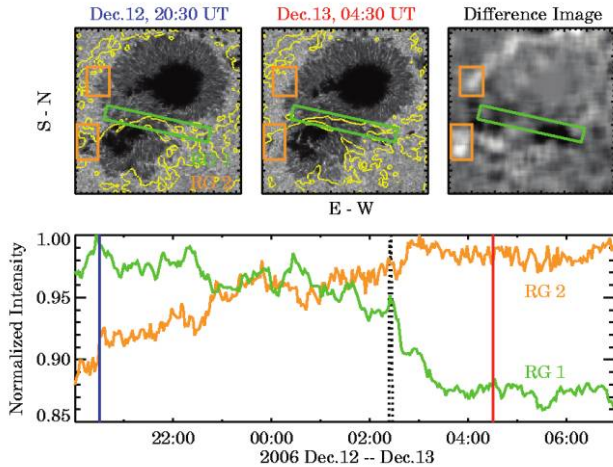 Dec.12, 20:30 UT
Dec.13, 04:30 UT
Difference Image
S - N
RG 1
RG 2
E - W
Normalized Intensity
1.00
0.95
0.90
0.85
RG 2
RG 1
22:00
00:00
02:00
04:00
06:00
2006 Dec.12 -- Dec.13